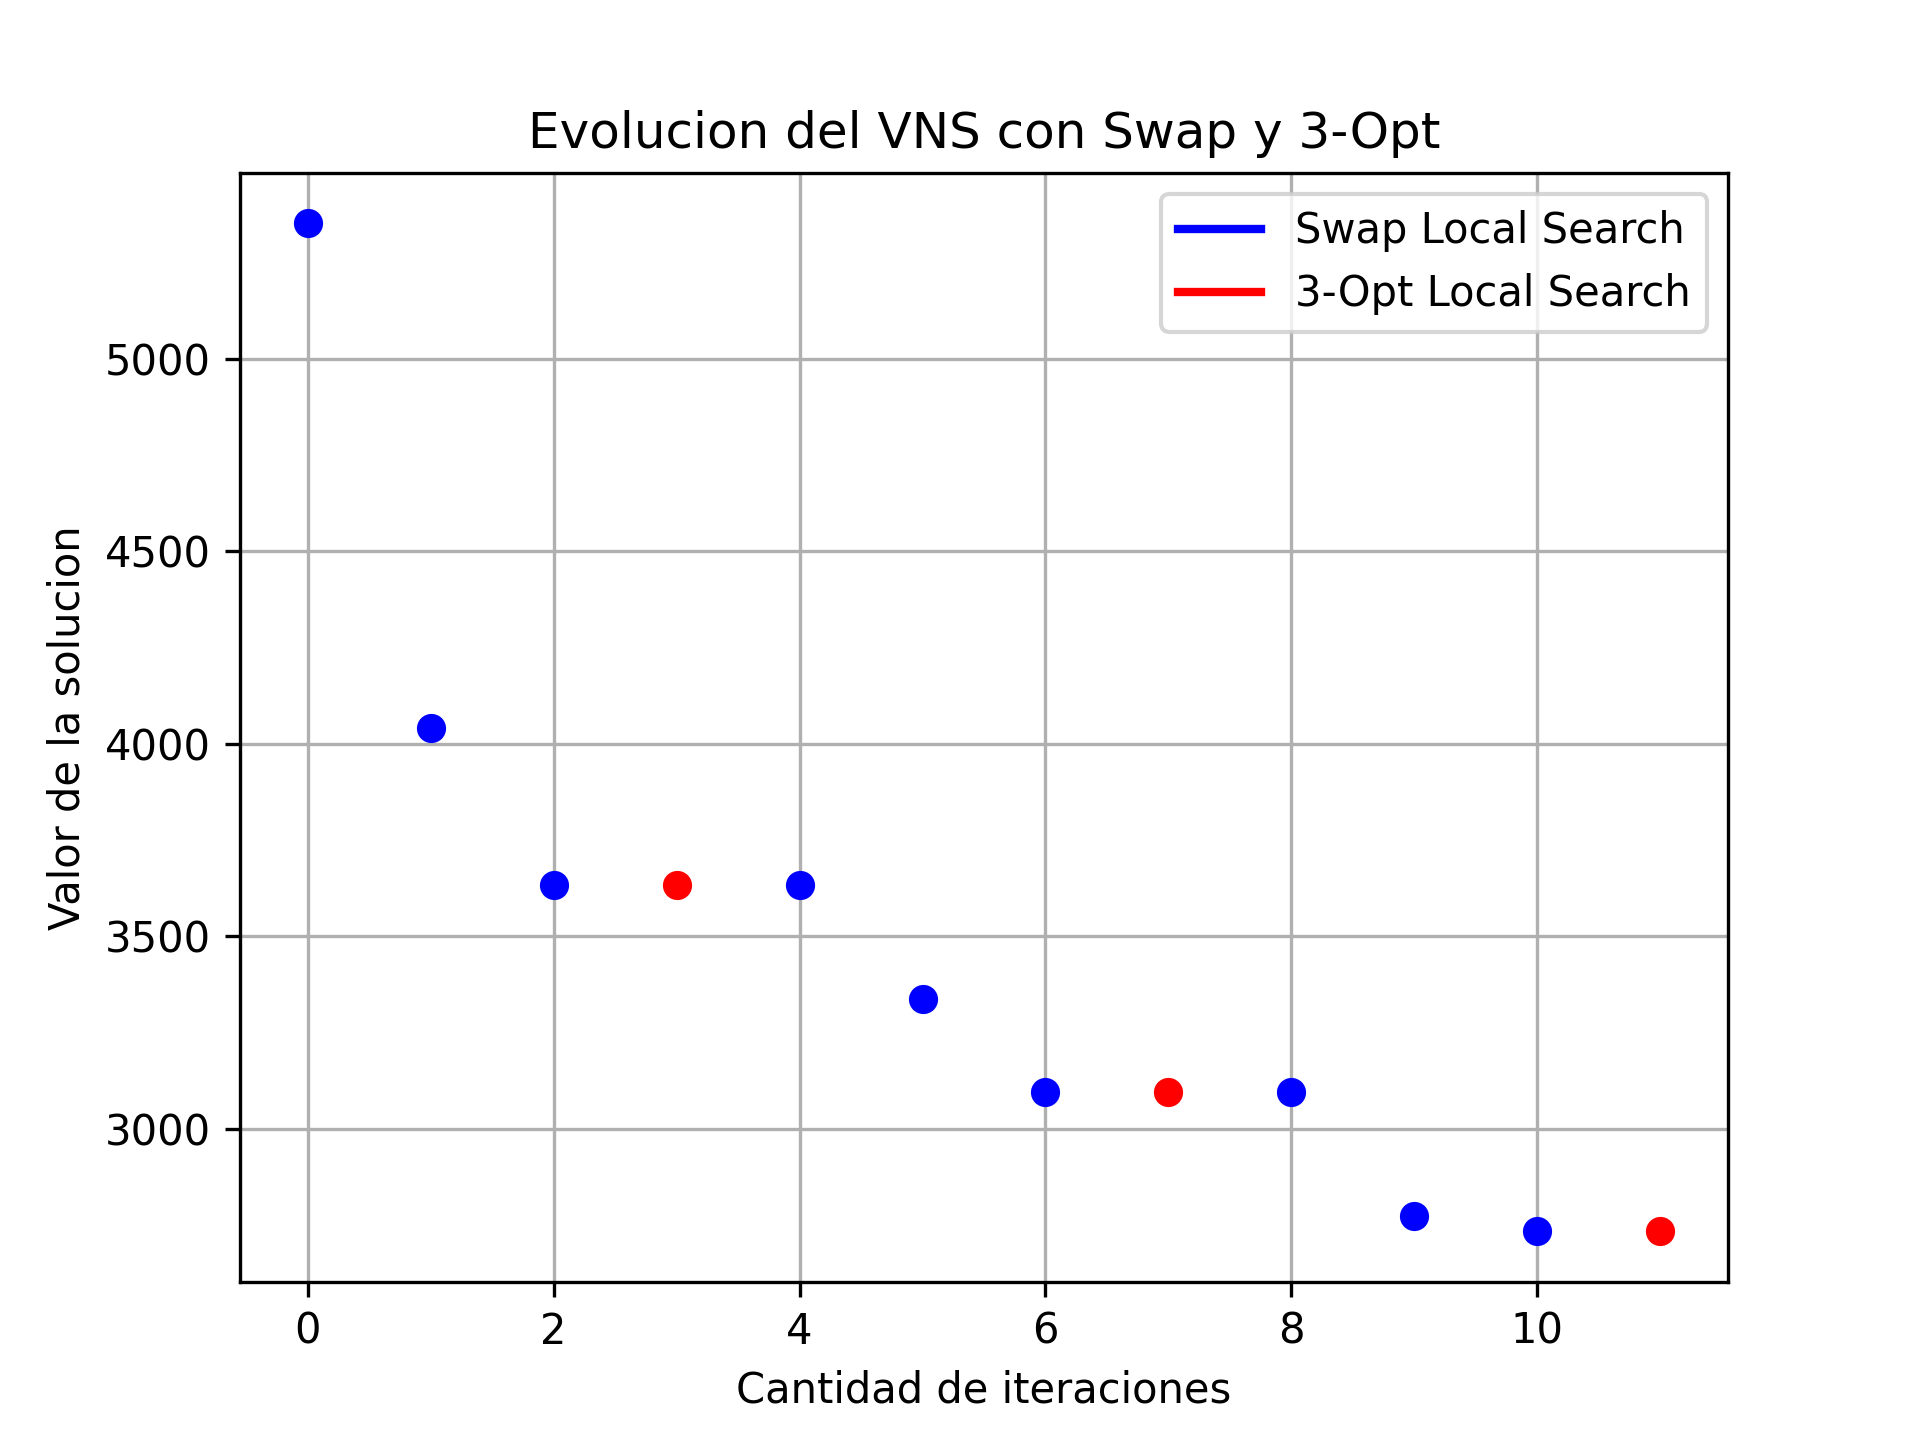 Evolucion del VNS con Swap y 3-Opt
Swap Local Search
3-Opt Local Search
Valor de la solucion
5000
4500
4000
3500
3000
0 2 4 6 8 10
Cantidad de iteraciones